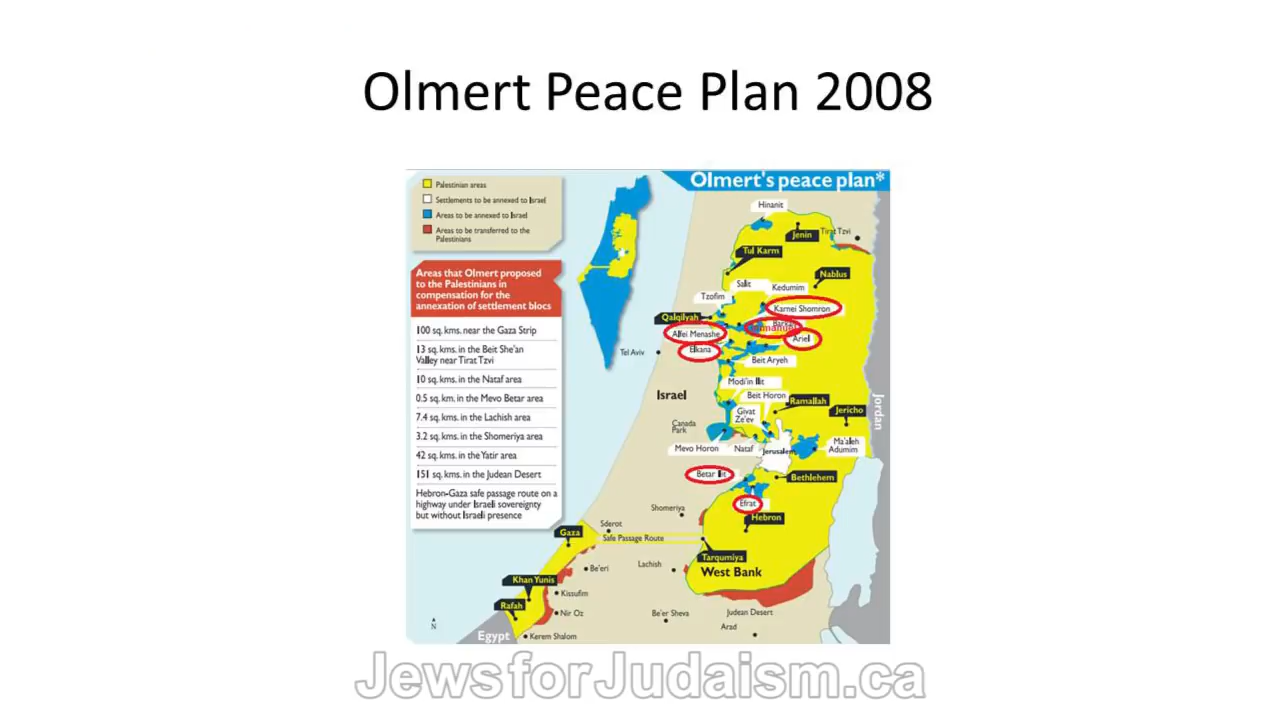 Olmert Peace Plan 2008
Palestinian areas
Settlements to be annexed to Israel
Areas to be annexed to Israel
Areas to be transferred to the
Palestinians
Olmert's peace plan*
Areas that Olmert proposed
to the Palestinians in
compensation for the
annexation of settlement blocs
100 sq. kms. near the Gaza Strip
13 sq. kms. in the Beit She'an
Valley near Tirat Tzvi
10 sq. kms. in the Nataf area
0.5 sq. kms. in the Mevo Betar area
7.4 sq. kms. in the Lachish area
3.2 sq. kms. in the Shomeriya area
42 sq. kms. in the Yatir area
151 sq. kms. in the Judean Desert
Hebron-Gaza safe passage route on a
highway under Israeli sovereignty
but without Israeli presence
Hinanit
Jenin
Tirat Tzvi
Tul Karm
Nablus
Salit
Kedumim
Tzofim
Karnei Shomron
Qalqilyah
Alfei Menashe
Ariel
Elkana
Tel Aviv
Beit Aryeh
Modi'in Illit
Israel
Beit Horon
Ramallah
Givat
Ze'ev
Jericho
Jordan
Canada
Park
Mevo Horon
Nataf
Jerusalem
Ma'aleh
Adumim
Betar Illit
Bethlehem
Efrat
Shomeriya
Hebron
Sderot
Gaza
Safe Passage Route
Tarqumiya
Lachish
West Bank
Be'eri
Khan Yunis
Kissufim
Rafah
Nir Oz
Be'er Sheva
Judean Desert
Arad
N
Egypt
Kerem Shalom
JewsforJudaism.ca